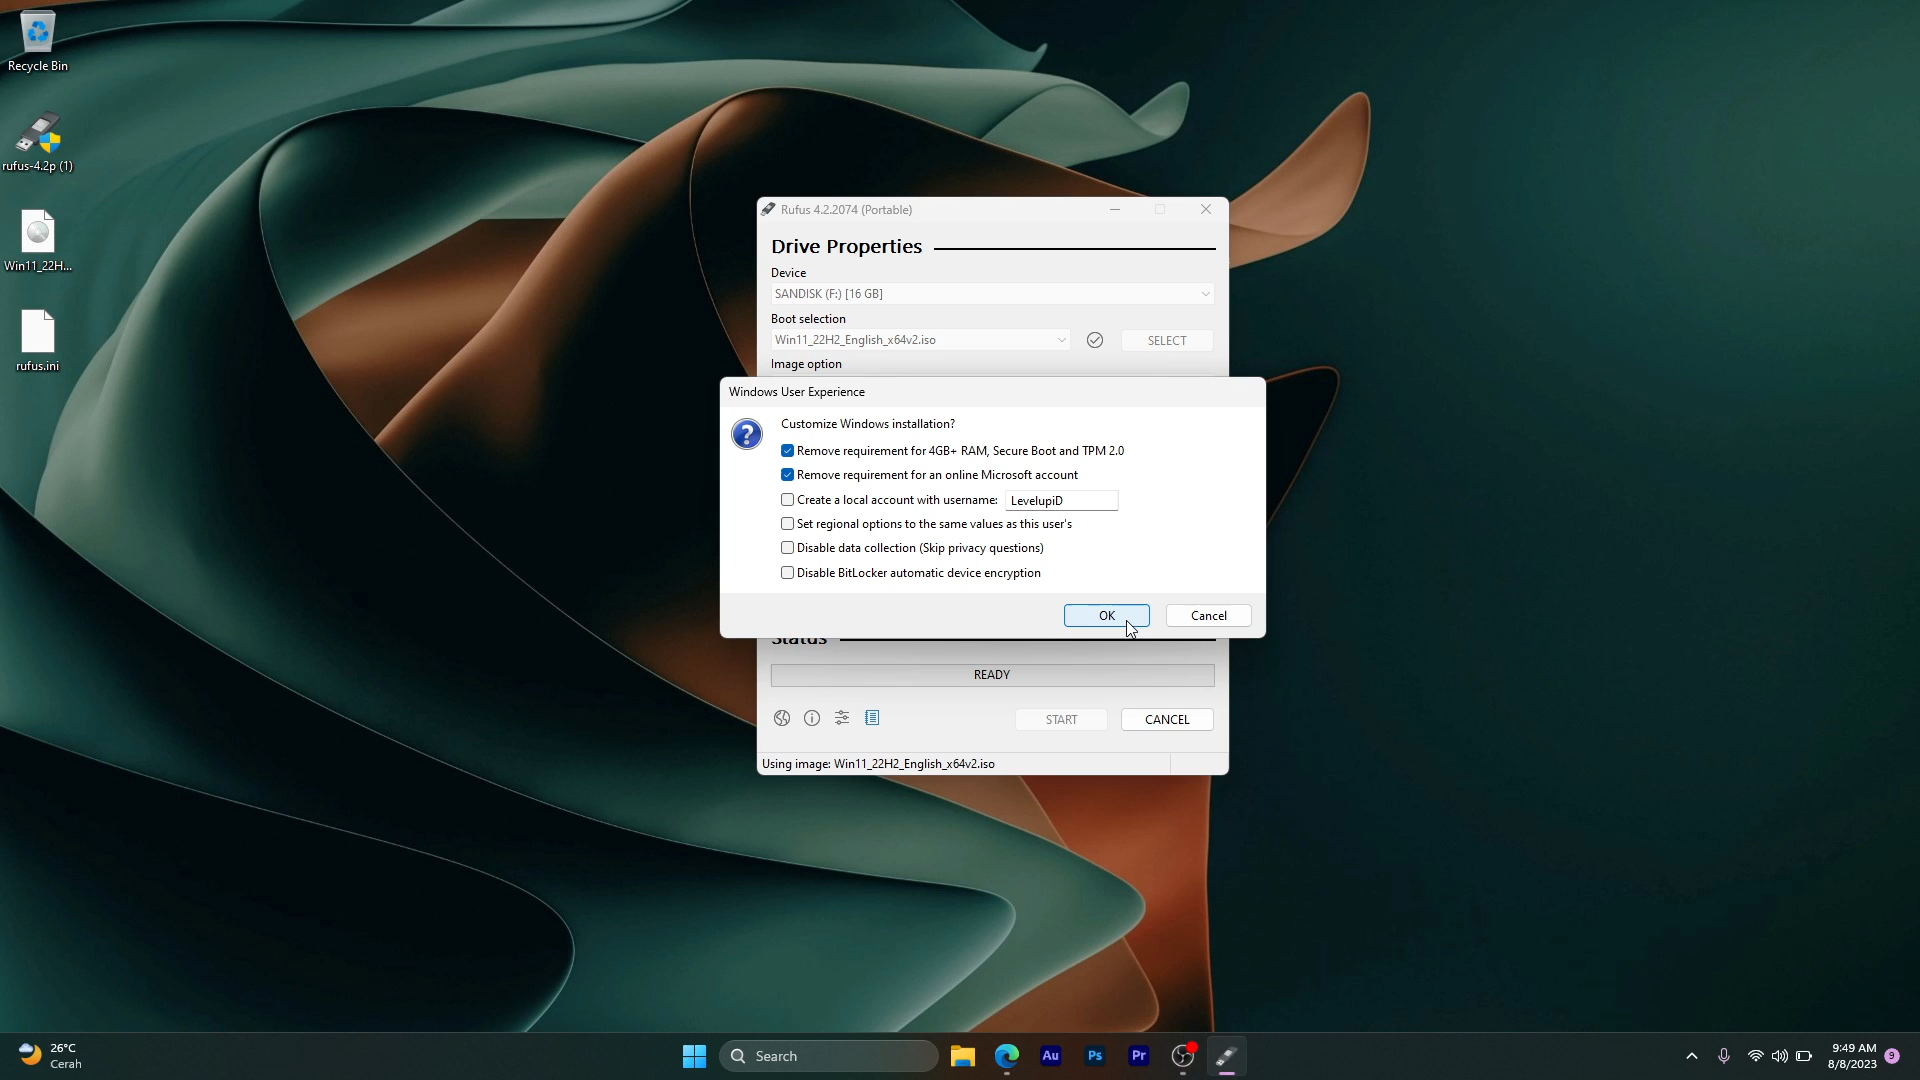 Recycle Bin
rufus-4.2p (1)
Win11_22H...
rufus.ini
Rufus 4.2.2074 (Portable)
Drive Properties
Device
SANDISK (F:) [16 GB]
Boot selection
Win11_22H2_English_x64v2.iso
SELECT
Image option
Windows User Experience
Customize Windows installation?
Remove requirement for 4GB+ RAM, Secure Boot and TPM 2.0
Remove requirement for an online Microsoft account
Create a local account with username: LevelupiD
Set regional options to the same values as this user's
Disable data collection (Skip privacy questions)
Disable BitLocker automatic device encryption
OK
Cancel
Status
READY
START
CANCEL
Using image: Win11_22H2_English_x64v2.iso
26°C
Cerah
Search
Au
Ps
Pr
9:49 AM
8/8/2023
9